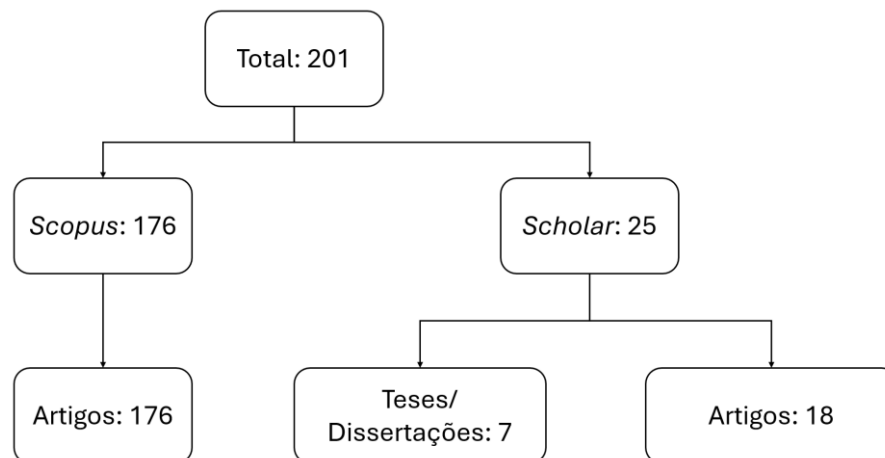 Total: 201
Scopus: 176
Scholar: 25
Artigos: 176
Teses/
Dissertações: 7
Artigos: 18